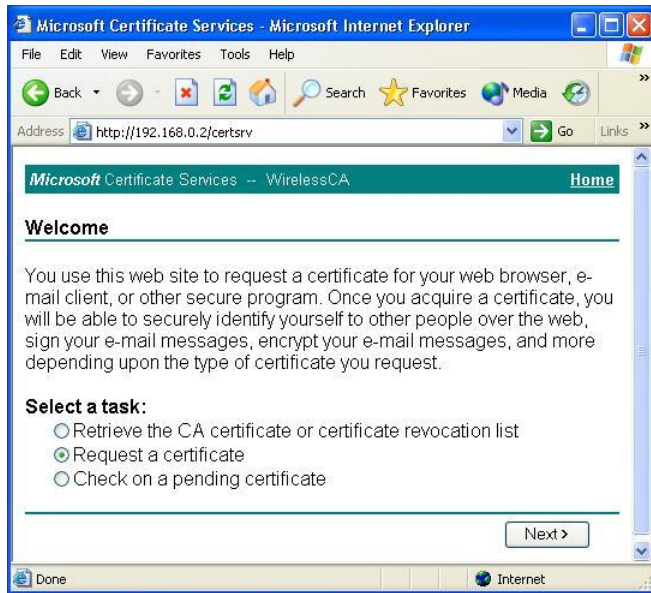 Microsoft Certificate Services - Microsoft Internet Explorer
File Edit View Favorites Tools Help
Back Search Favorites Media »
Address http://192.168.0.2/certsrv Go Links »
Microsoft Certificate Services -- WirelessCA Home
Welcome
You use this web site to request a certificate for your web browser, e-
mail client, or other secure program. Once you acquire a certificate, you
will be able to securely identify yourself to other people over the web,
sign your e-mail messages, encrypt your e-mail messages, and more
depending upon the type of certificate you request.
Select a task:
Retrieve the CA certificate or certificate revocation list
Request a certificate
Check on a pending certificate
Next >
Done Internet